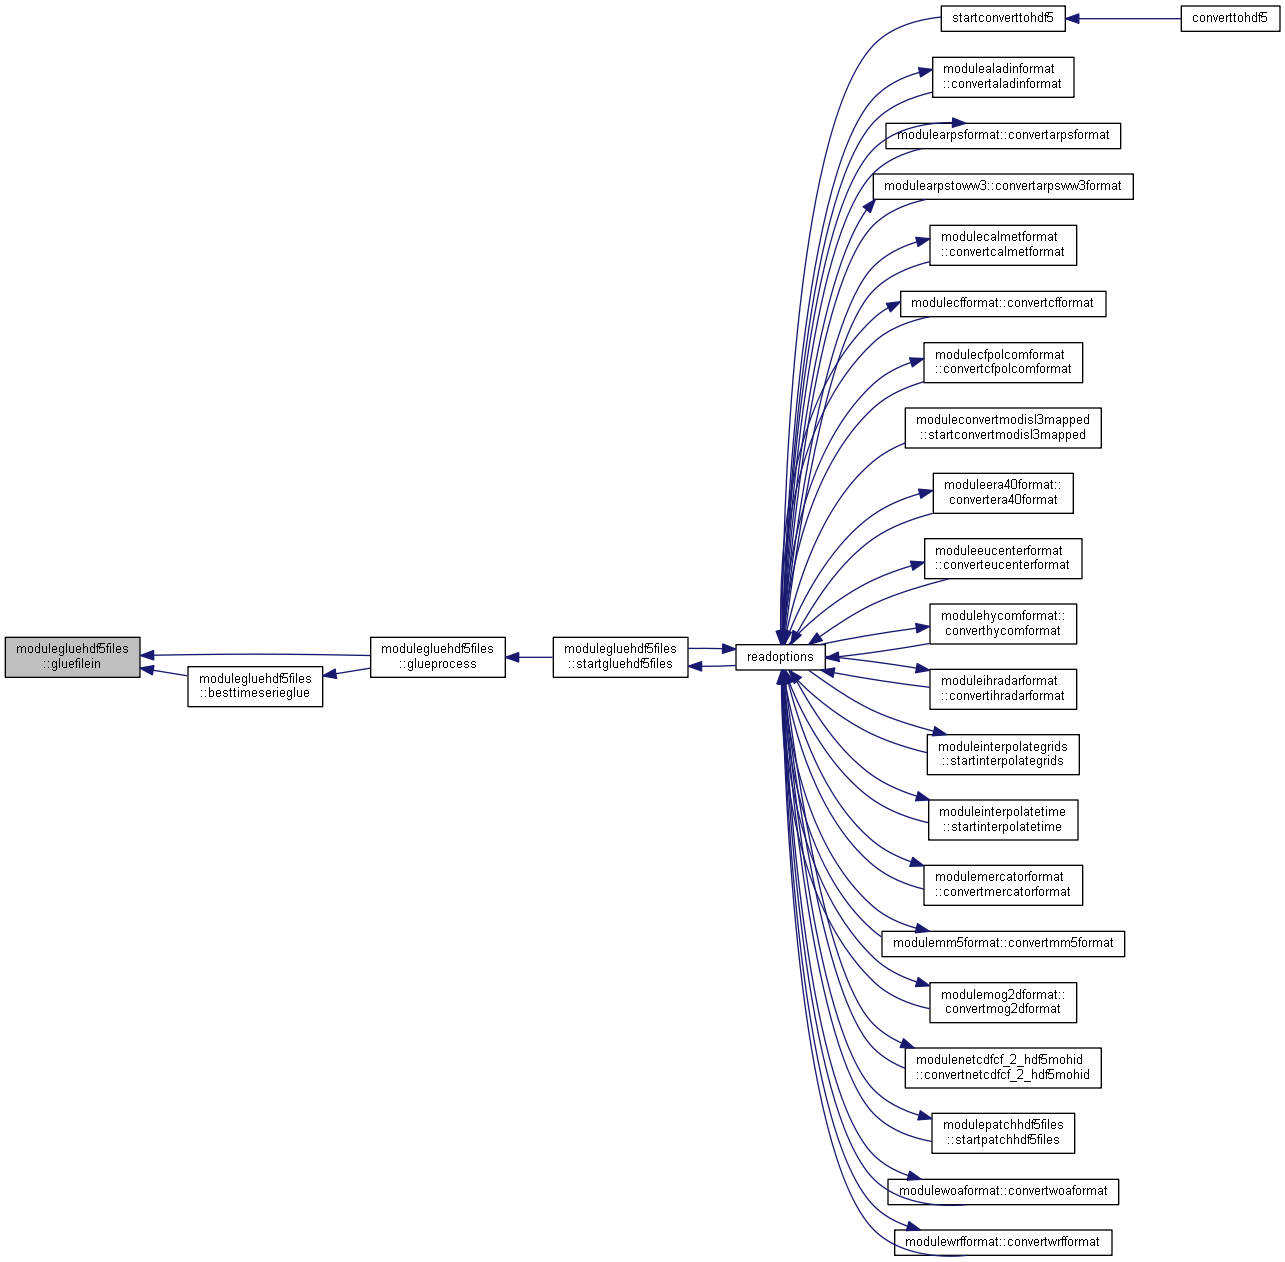 modulegluehdf5files
::gluefilein
modulegluehdf5files
::besttimeserieglue
modulegluehdf5files
::glueprocess
modulegluehdf5files
::startgluehdf5files
readoptions
startconverttohdf5
converttohdf5
modulealadinformat
::convertaladinformat
modulearpsformat::convertarpsformat
modulearpstoww3::convertarpsww3format
modulecalmetformat
::convertcalmetformat
modulecfformat::convertcfformat
modulecfpolcomformat
::convertcfpolcomformat
moduleconvertmodisl3mapped
::startconvertmodisl3mapped
moduleera40format::
convertera40format
moduleeucenterformat
::converteucenterformat
modulehycomformat::
converthycomformat
moduleihradarformat
::convertihradarformat
moduleinterpolategrids
::startinterpolategrids
moduleinterpolatetime
::startinterpolatetime
modulemercatorformat
::convertmercatorformat
modulemm5format::convertmm5format
modulemog2dformat::
convertmog2dformat
modulenetcdfcf_2_hdf5mohid
::convertnetcdfcf_2_hdf5mohid
modulepatchhdf5files
::startpatchhdf5files
modulewoaformat::convertwoaformat
modulewrfformat::convertwrfformat